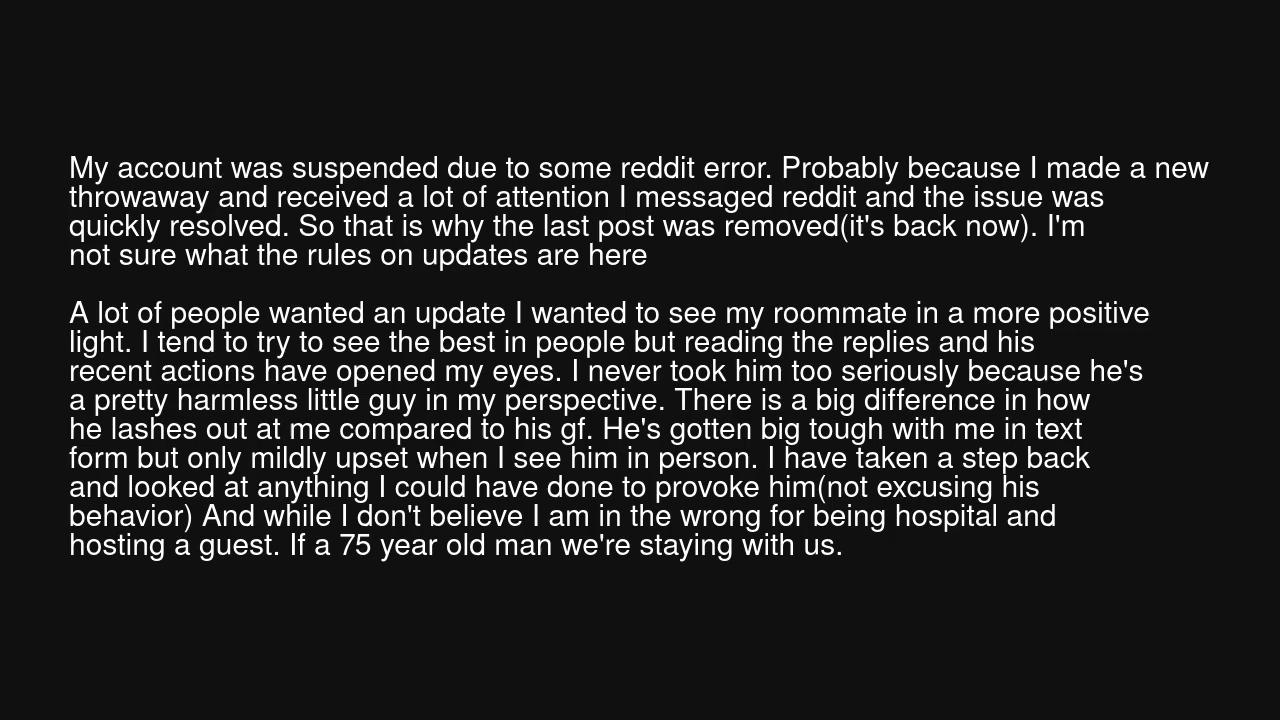 My account was suspended due to some reddit error. Probably because I made a new
throwaway and received a lot of attention I messaged reddit and the issue was
quickly resolved. So that is why the last post was removed(it's back now). I'm
not sure what the rules on updates are here
A lot of people wanted an update I wanted to see my roommate in a more positive
light. I tend to try to see the best in people but reading the replies and his
recent actions have opened my eyes. I never took him too seriously because he's
a pretty harmless little guy in my perspective. There is a big difference in how
he lashes out at me compared to his gf. He's gotten big tough with me in text
form but only mildly upset when I see him in person. I have taken a step back
and looked at anything I could have done to provoke him(not excusing his
behavior) And while I don't believe I am in the wrong for being hospital and
hosting a guest. If a 75 year old man we're staying with us.